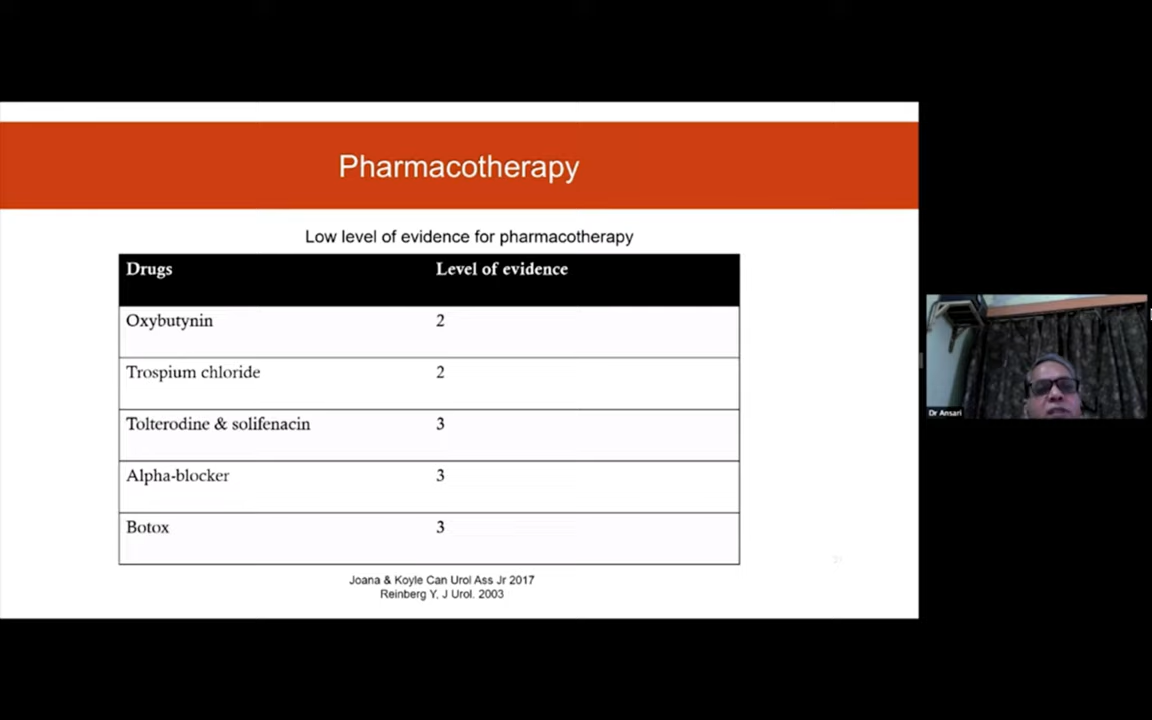 Pharmacotherapy
Low level of evidence for pharmacotherapy
Drugs Level of evidence
Oxybutynin 2
Trospium chloride 2
Tolterodine & solifenacin 3
Alpha-blocker 3
Botox 3
Joana & Koyle Can Urol Ass Jr 2017
Reinberg Y, J Urol. 2003
Dr Ansari